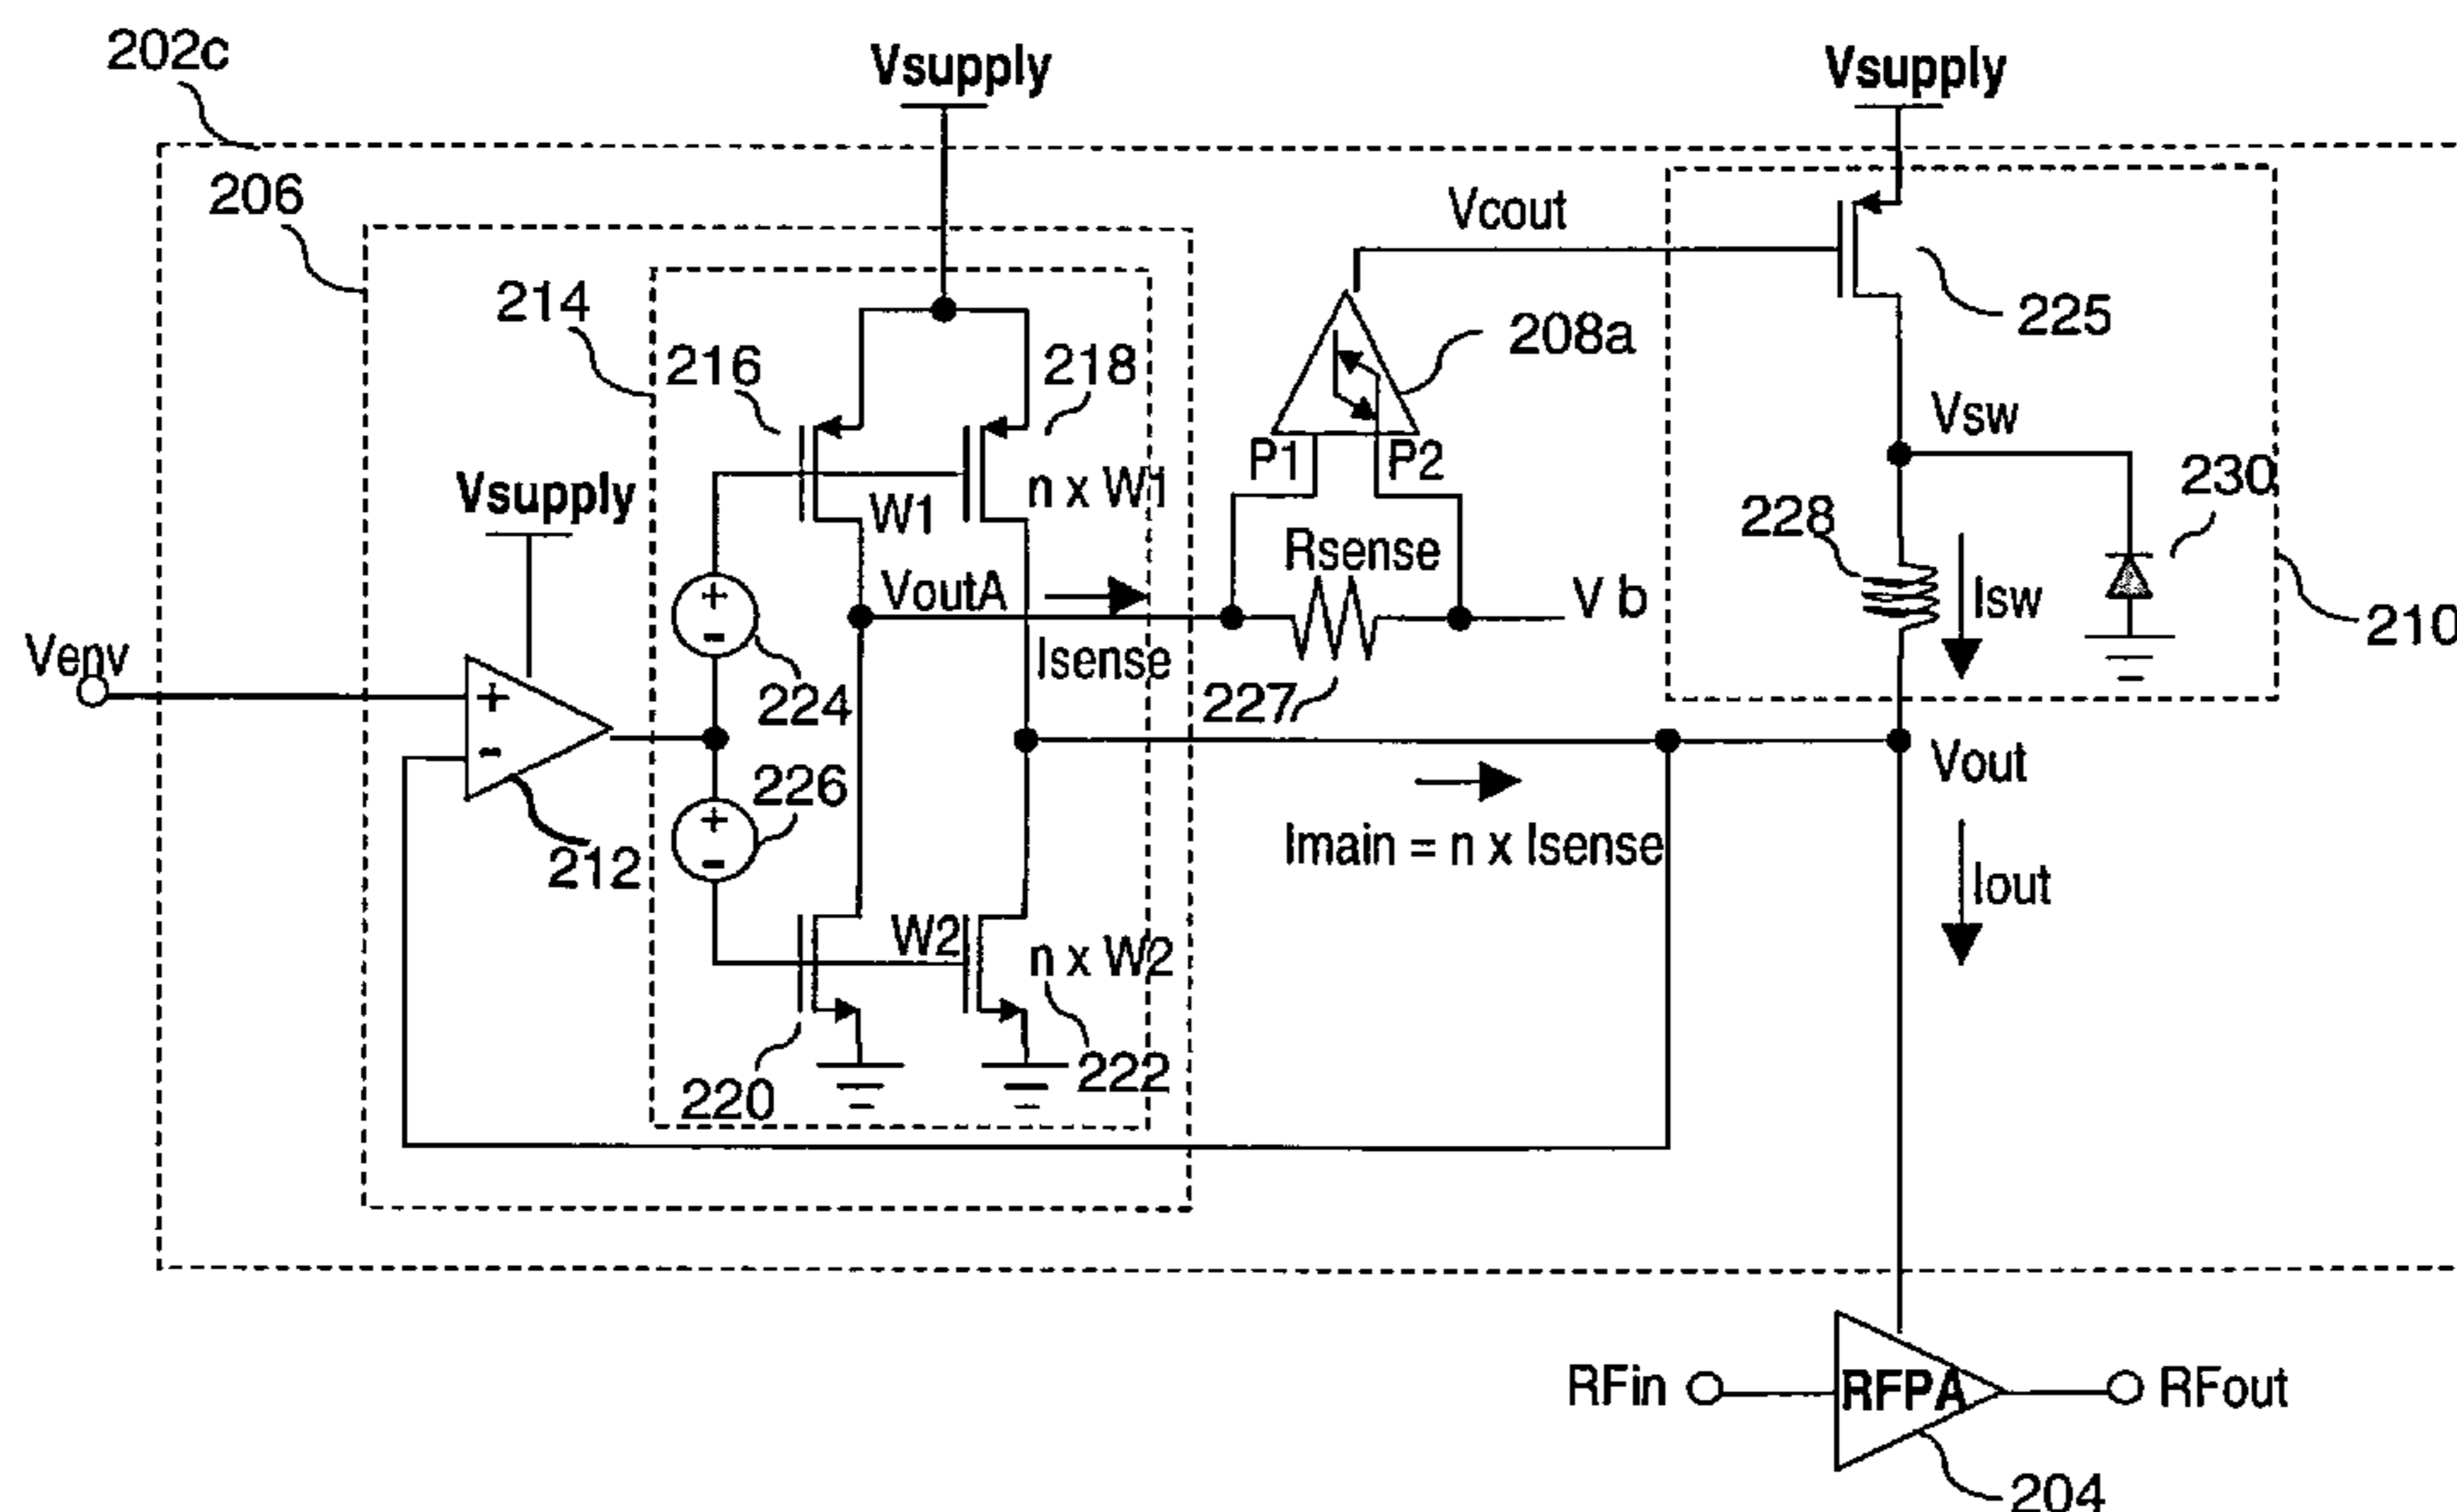 202c
Vsupply
Vsupply
206
Vcout
214
225
208a
216
218
Vsw
P1
P2
230
n x W1
Vsupply
W1
228
Rsense
VoutA
V b
Isw
210
Venv
Isense
+
-
224
227
+
-
Vout
226
+
-
212
Imain = n x Isense
Iout
W2
n x W2
220
222
RFin
RFPA
RFout
204